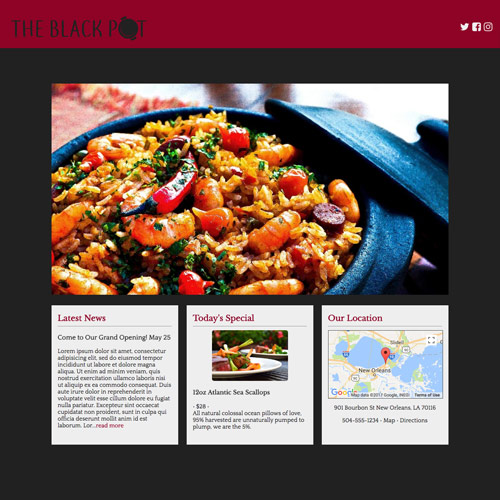 THE BLACK POT
Latest News
Come to Our Grand Opening! May 25
Lorem ipsum dolor sit amet, consectetur
adipisicing elit, sed do eiusmod tempor
incididunt ut labore et dolore magna
aliqua. Ut enim ad minim veniam, quis
nostrud exercitation ullamco laboris nisi
ut aliquip ex ea commodo consequat. Duis
aute irure dolor in reprehenderit in
voluptate velit esse cillum dolore eu fugiat
nulla pariatur. Excepteur sint occaecat
cupidatat non proident, sunt in culpa qui
officia deserunt mollit anim id est
laborum. Lor...read more
Today's Special
12oz Atlantic Sea Scallops
- $28 -
All natural colossal ocean pillows of love,
95% harvested are unnaturally pumped to
plump, we are the 5%.
Our Location
Slidell
New Orleans
Google Map data ©2017 Google, INEGI Terms of Use
901 Bourbon St New Orleans, LA 70116
504-555-1234 - Map - Directions